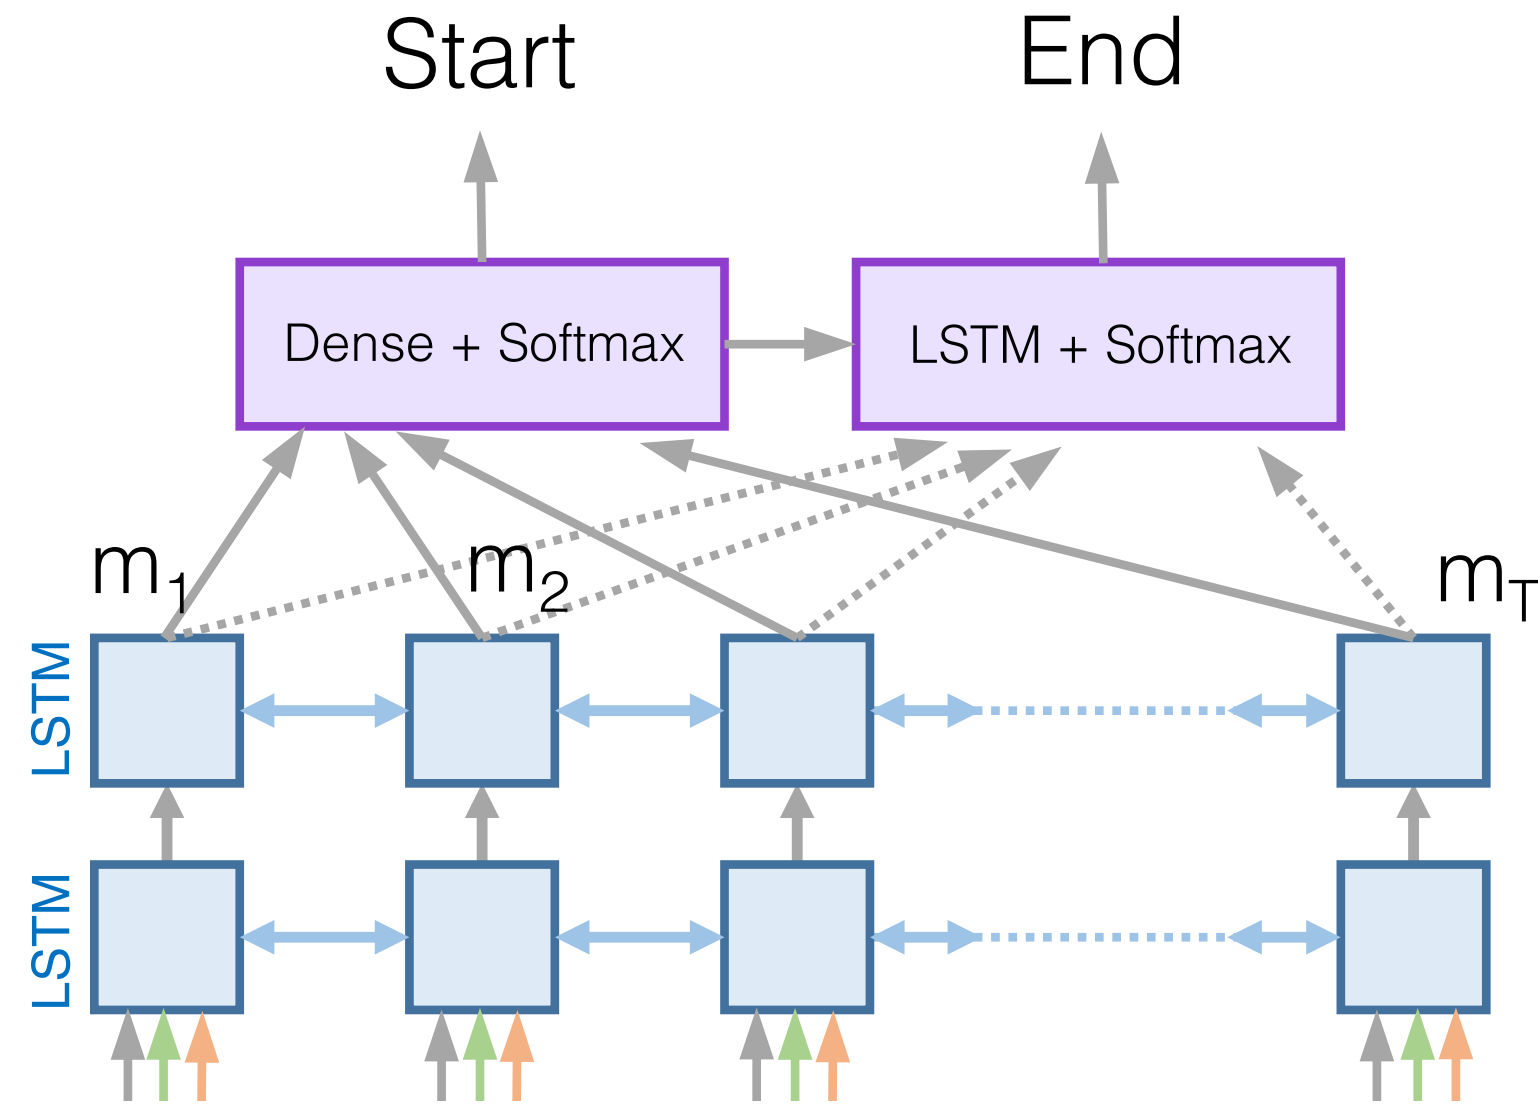 Start
End
Dense + Softmax
LSTM + Softmax
m1
m2
mT
LSTM
LSTM